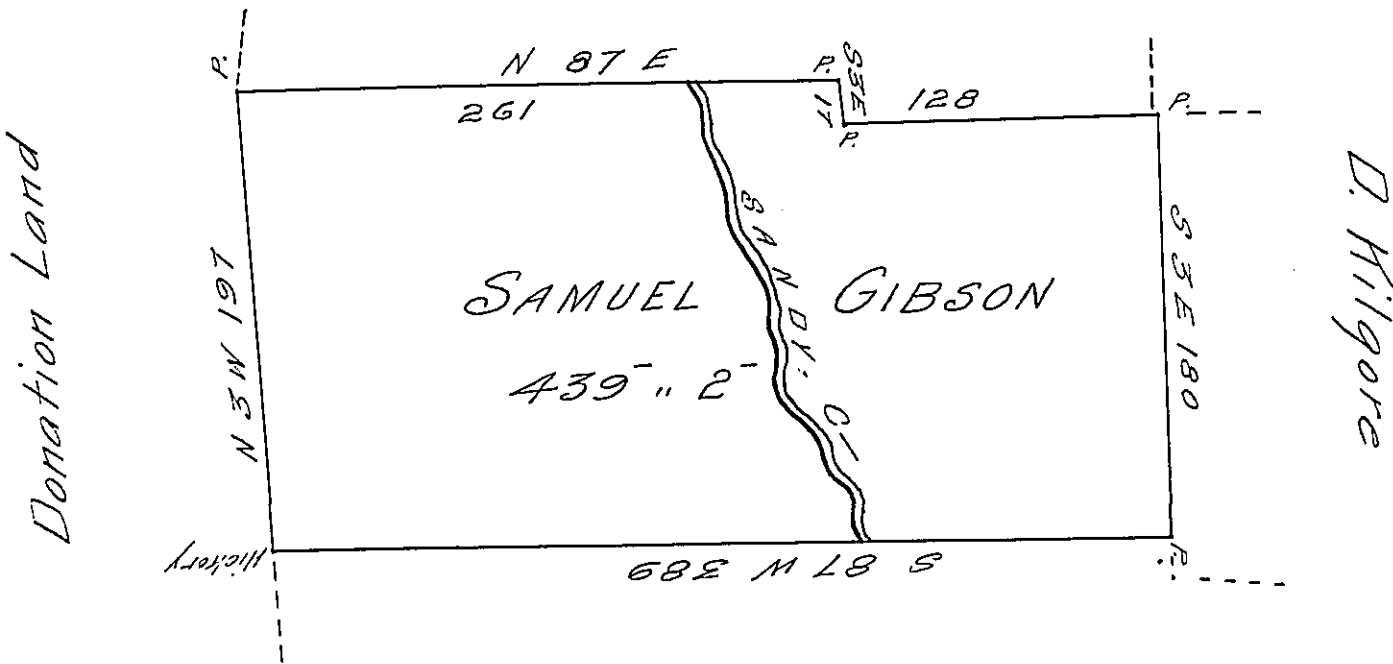 P.
N 87 E
261
P.
S3E
17
P.
128
P.
Donation Land
N 3 W 197
SAMUEL GIBSON
439 " 2
SANDY: C
S 3 E 180
D. Kilgore
Hickory
S 87 W 389
P.